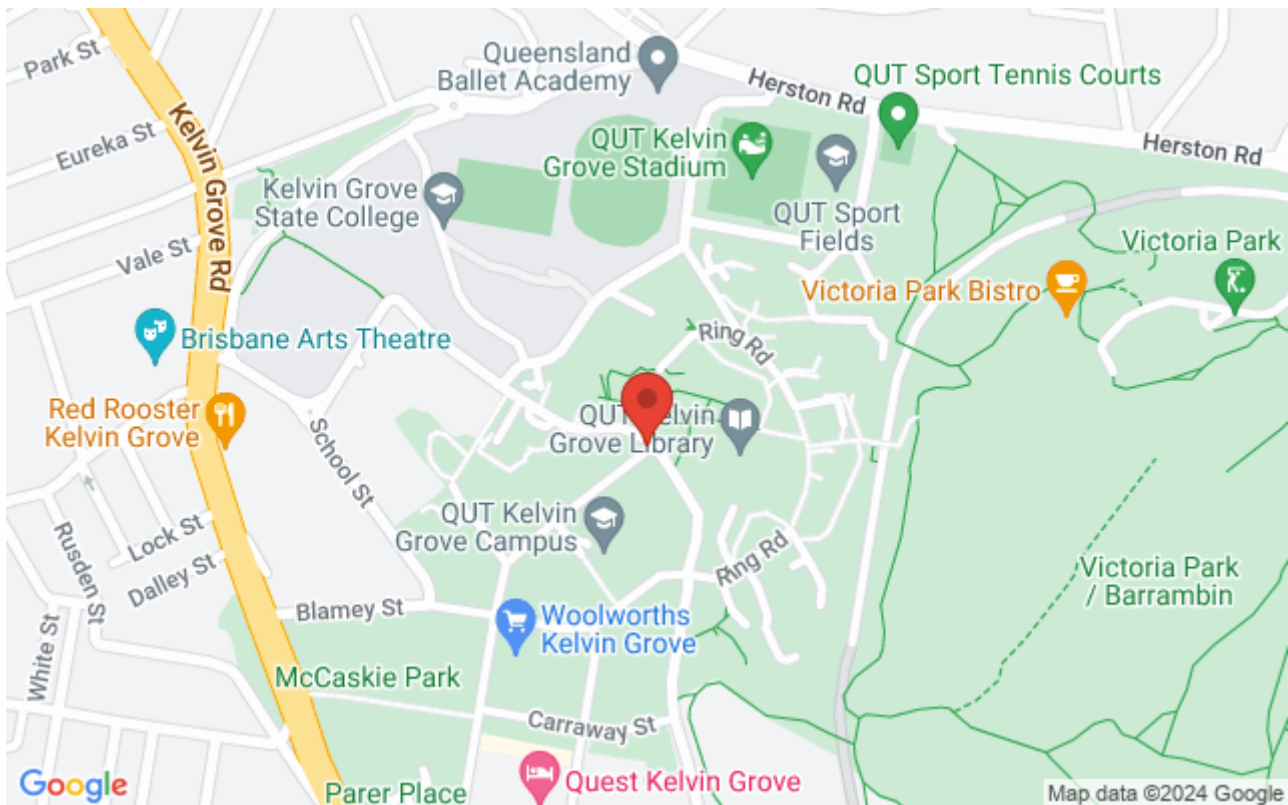 Park St
Kelvin Grove Rd
Queensland
Ballet Academy
Herston Rd
QUT Sport Tennis Courts
Herston Rd
Eureka St
QUT Kelvin
Grove Stadium
Kelvin Grove
State College
QUT Sport
Fields
Vale St
Victoria Park
Victoria Park Bistro
Brisbane Arts Theatre
Ring Rd
Red Rooster
Kelvin Grove
QUT Kelvin
Grove Library
School St
QUT Kelvin
Grove Campus
Lock St
Rusden St
Dalley St
Ring Rd
Victoria Park
/ Barrambin
Blamey St
Woolworths
Kelvin Grove
White St
McCaskie Park
Carraway St
Google
Parer Place
Quest Kelvin Grove
Map data ©2024 Google